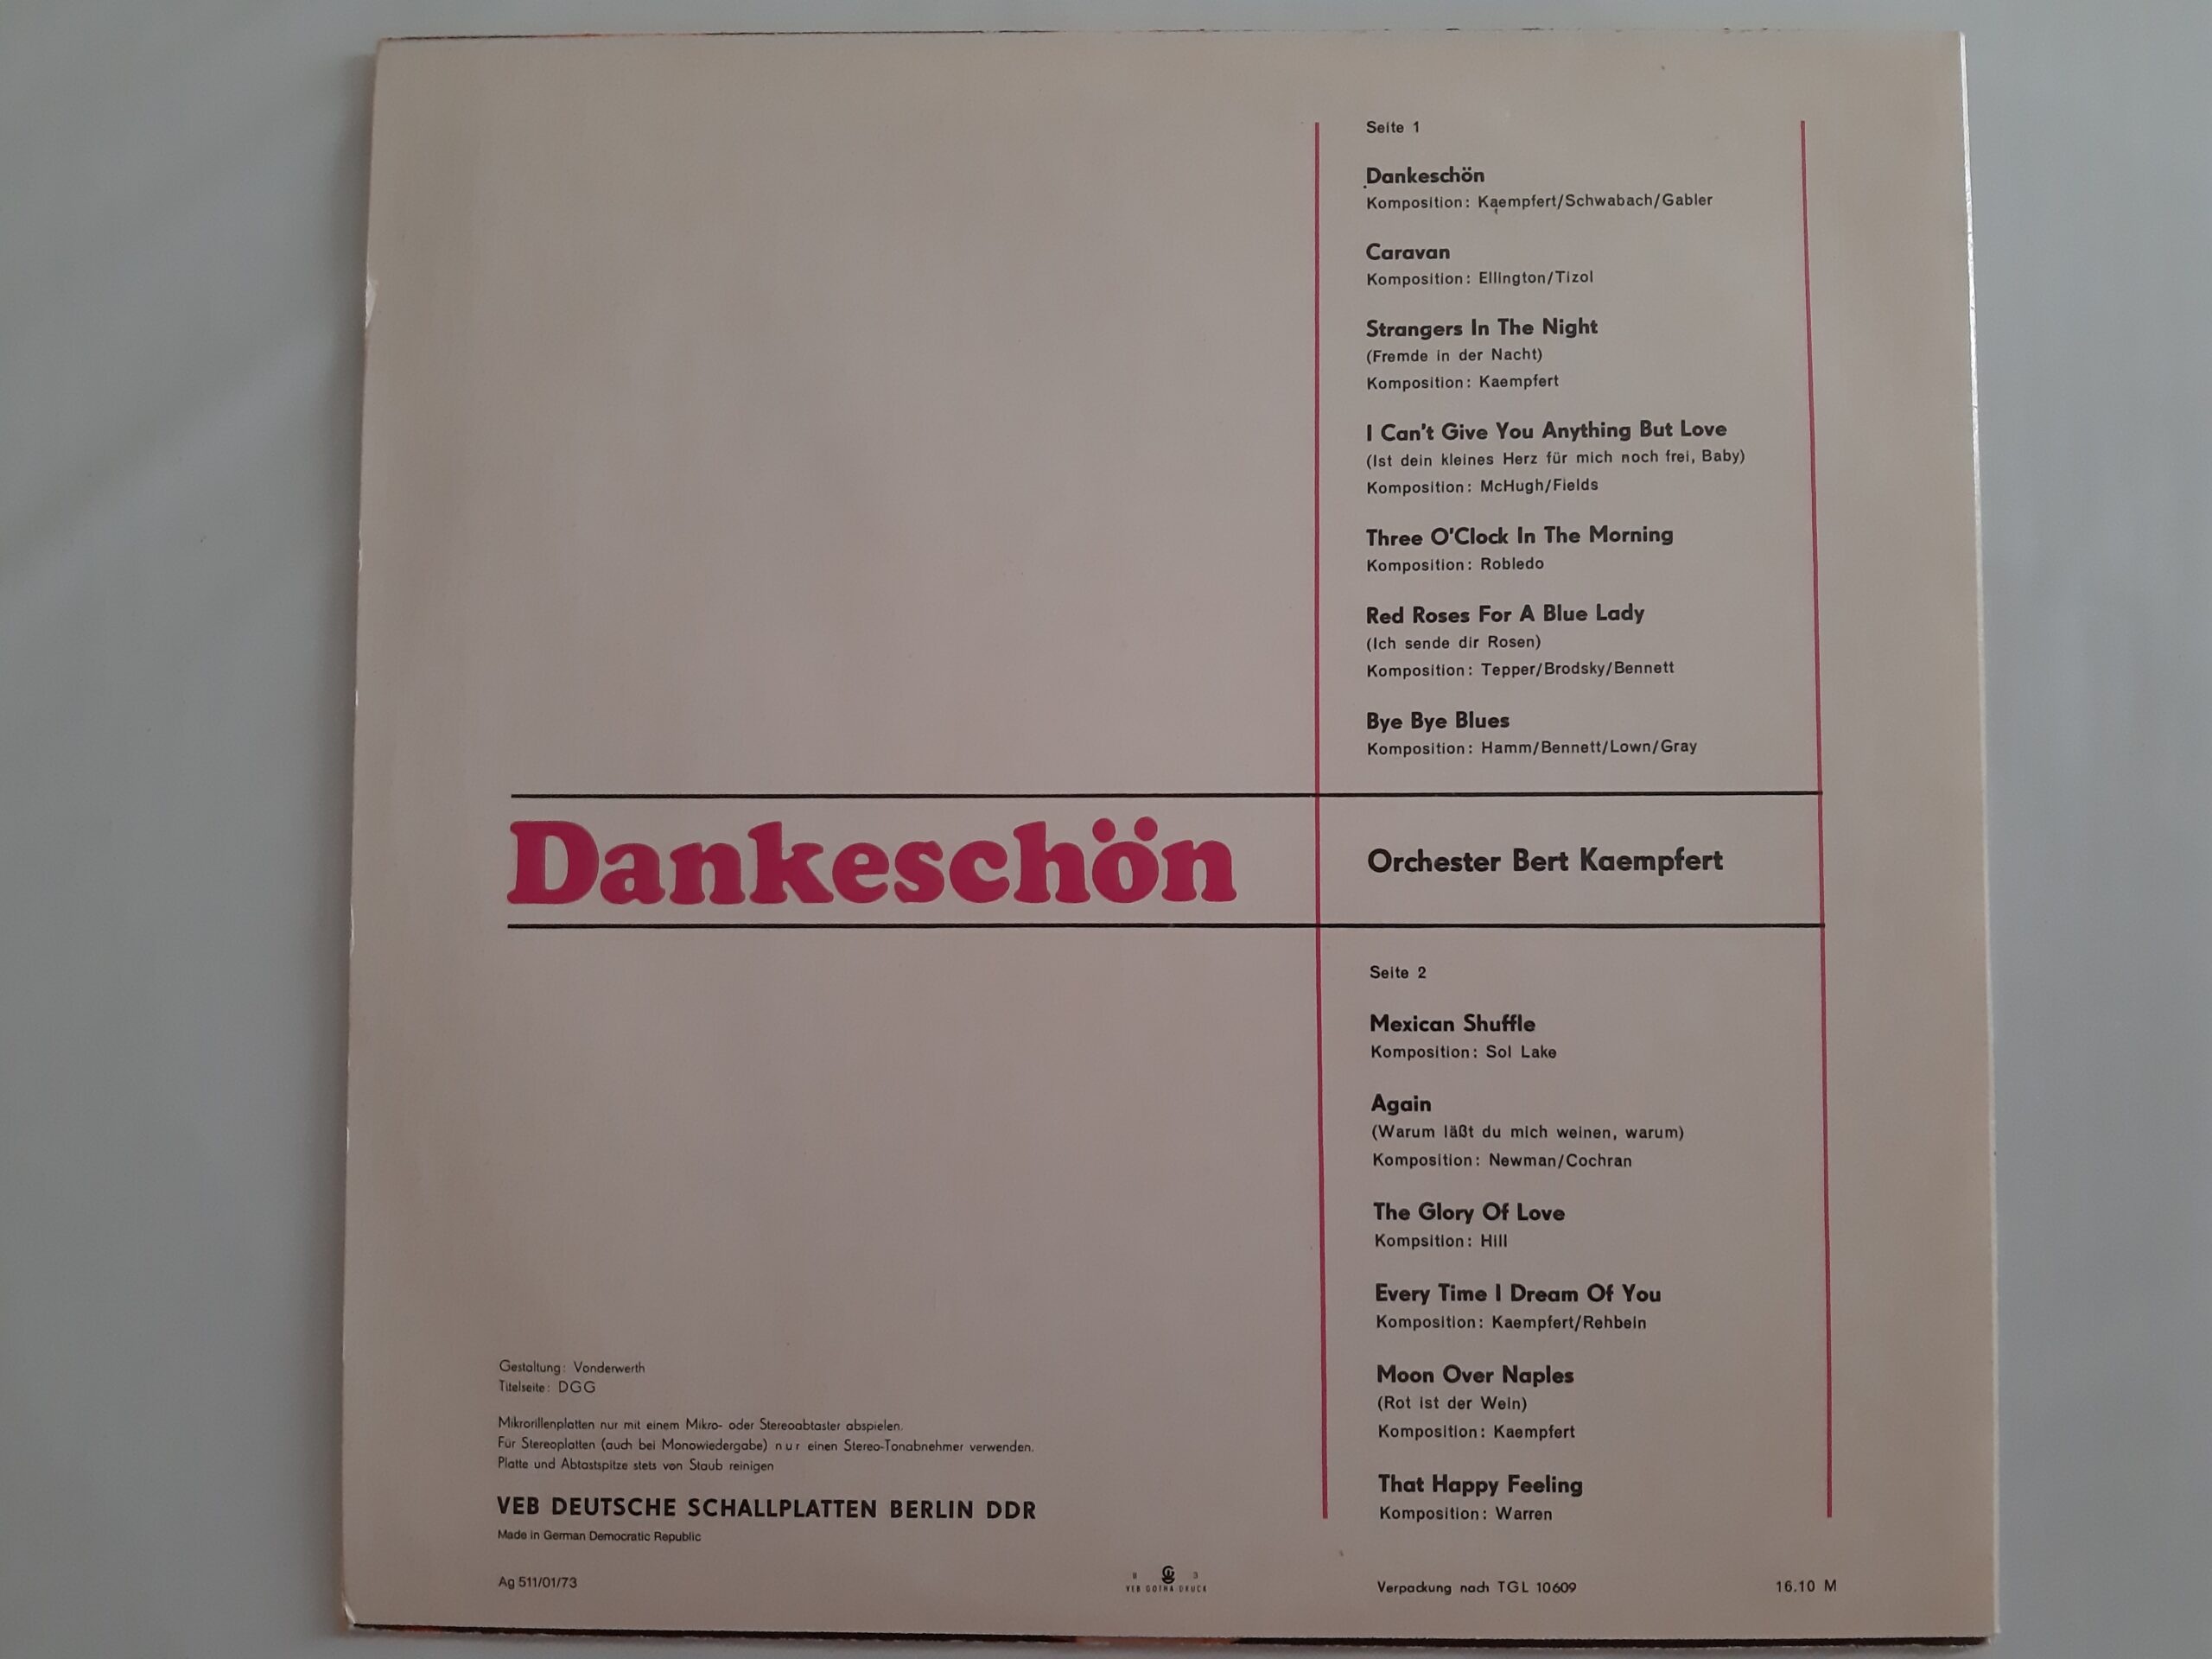 Seite 1
Dankeschön
Komposition: Kaempfert/Schwabach/Gabler
Caravan
Komposition: Ellington/Tizol
Strangers In The Night
(Fremde in der Nacht)
Komposition: Kaempfert
I Can't Give You Anything But Love
(Ist dein kleines Herz für mich noch frei, Baby)
Komposition: McHugh/Fields
Three O'Clock In The Morning
Komposition: Robledo
Red Roses For A Blue Lady
(Ich sende dir Rosen)
Komposition: Tepper/Brodsky/Bennett
Bye Bye Blues
Komposition: Hamm/Bennett/Lown/Gray
Dankeschön
Orchester Bert Kaempfert
Seite 2
Mexican Shuffle
Komposition: Sol Lake
Again
(Warum läßt du mich weinen, warum)
Komposition: Newman/Cochran
The Glory Of Love
Kompsition: Hill
Every Time I Dream Of You
Komposition: Kaempfert/Rehbein
Moon Over Naples
(Rot ist der Wein)
Komposition: Kaempfert
That Happy Feeling
Komposition: Warren
Gestaltung: Vonderwerth
Titelseite: DGG
Mikrorillenplatten nur mit einem Mikro- oder Stereoabtaster abspielen.
Für Stereoplatten (auch bei Monowiedergabe) nur einen Stereo-Tonabnehmer verwenden.
Platte und Abtastspitze stets von Staub reinigen
VEB DEUTSCHE SCHALLPLATTEN BERLIN DDR
Made in German Democratic Republic
Ag 511/01/73
VEB GOTHA DRUCK
Verpackung nach TGL 10609
16.10 M